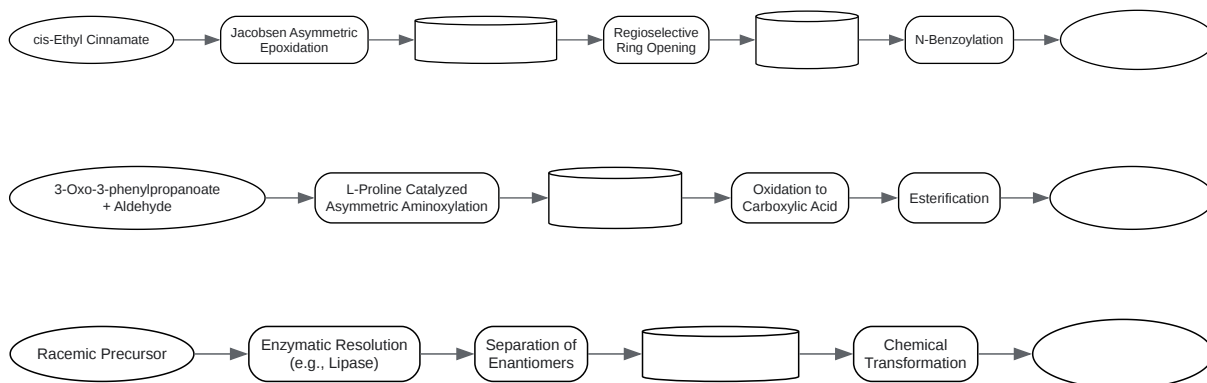 cis-Ethyl Cinnamate
Jacobsen Asymmetric
Epoxidation
Regioselective
Ring Opening
N-Benzoylation
3-Oxo-3-phenylpropanoate
+ Aldehyde
L-Proline Catalyzed
Asymmetric Aminoxylation
Oxidation to
Carboxylic Acid
Esterification
Racemic Precursor
Enzymatic Resolution
(e.g., Lipase)
Separation of
Enantiomers
Chemical
Transformation